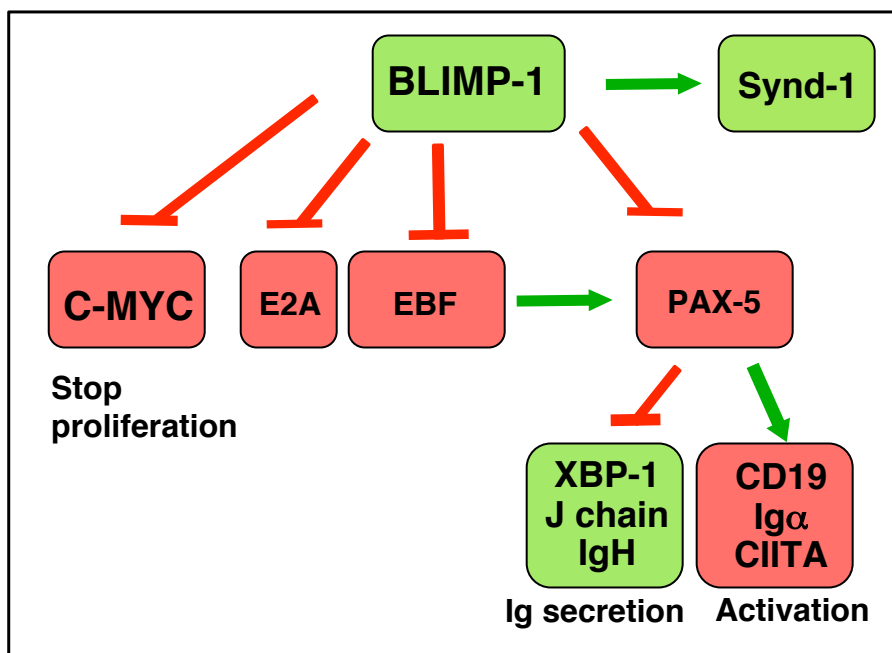 BLIMP-1
Synd-1
C-MYC
E2A
EBF
PAX-5
Stop
proliferation
XBP-1
J chain
IgH
CD19
Igα
CIITA
Ig secretion
Activation